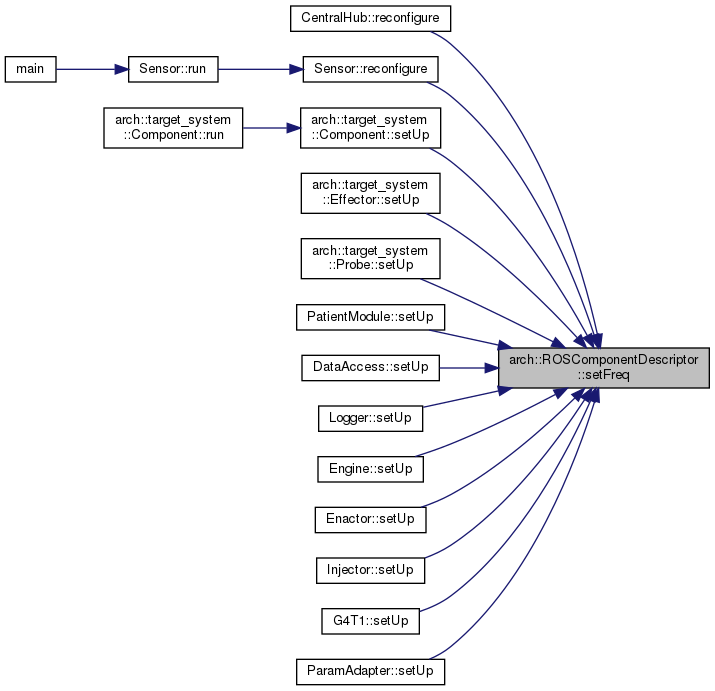 CentralHub::reconfigure
main
Sensor::run
Sensor::reconfigure
arch::target_system
::Component::run
arch::target_system
::Component::setUp
arch::target_system
::Effector::setUp
arch::target_system
::Probe::setUp
PatientModule::setUp
arch::ROSComponentDescriptor
::setFreq
DataAccess::setUp
Logger::setUp
Engine::setUp
Enactor::setUp
Injector::setUp
G4T1::setUp
ParamAdapter::setUp